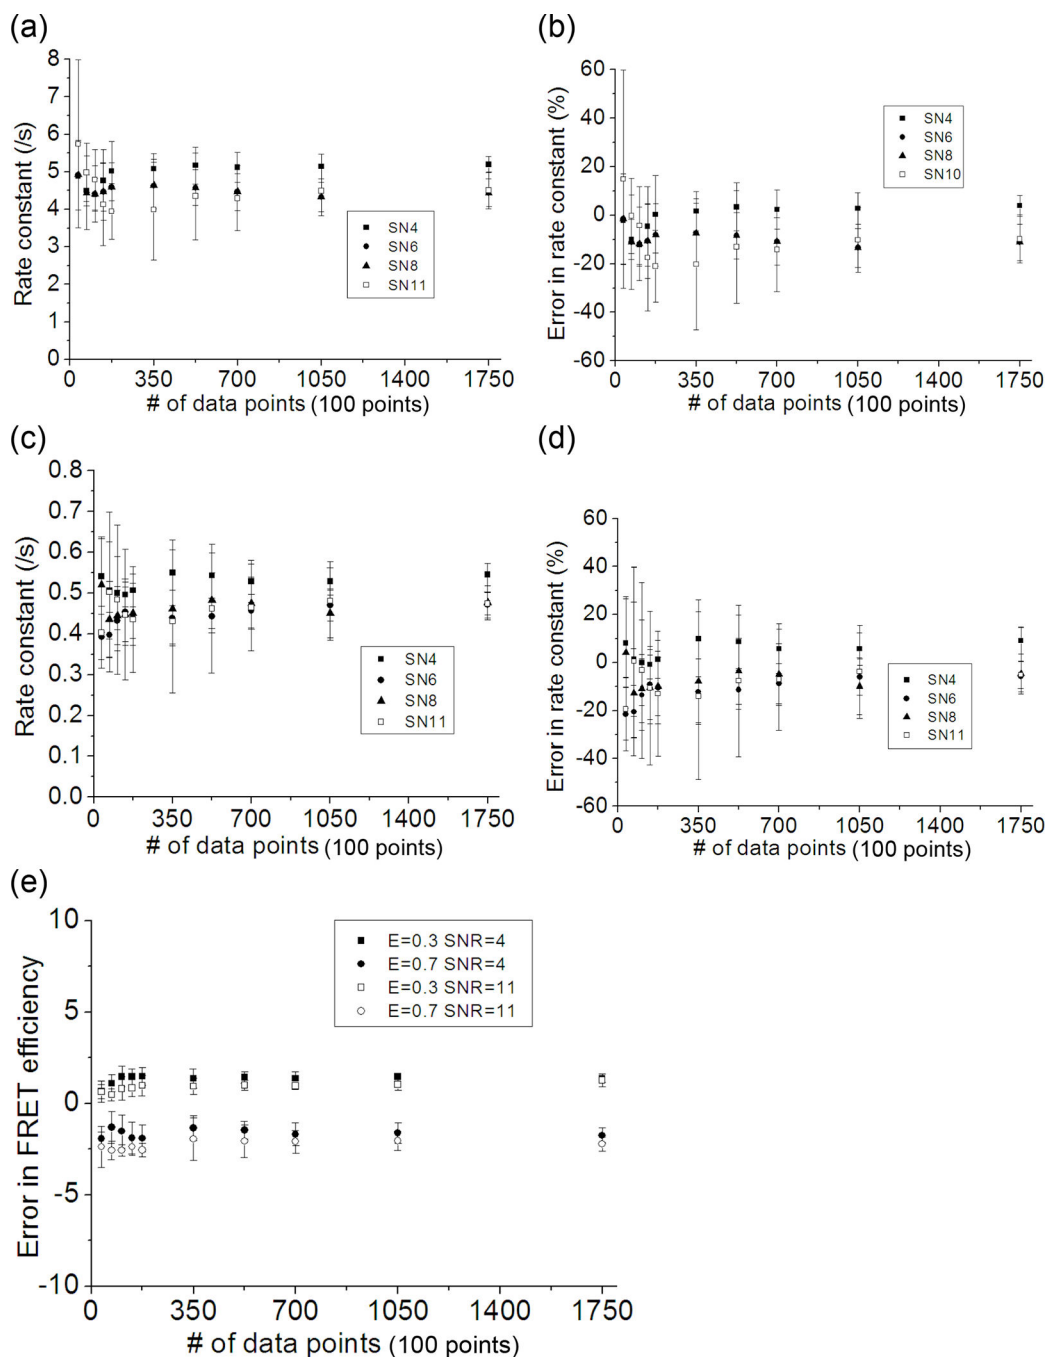 (a)
Rate constant (/s)
8
7
6
5
4
3
2
1
0
SN4
SN6
SN8
SN11
0 350 700 1050 1400 1750
# of data points (100 points)
(b)
Error in rate constant (%)
60
40
20
0
-20
-40
-60
SN4
SN6
SN8
SN10
0 350 700 1050 1400 1750
# of data points (100 points)
(c)
Rate constant (/s)
0.8
0.7
0.6
0.5
0.4
0.3
0.2
0.1
0.0
SN4
SN6
SN8
SN11
0 350 700 1050 1400 1750
# of data points (100 points)
(d)
Error in rate constant (%)
60
40
20
0
-20
-40
-60
SN4
SN6
SN8
SN11
0 350 700 1050 1400 1750
# of data points (100 points)
(e)
Error in FRET efficiency
10
5
0
-5
-10
E=0.3 SNR=4
E=0.7 SNR=4
E=0.3 SNR=11
E=0.7 SNR=11
0 350 700 1050 1400 1750
# of data points (100 points)